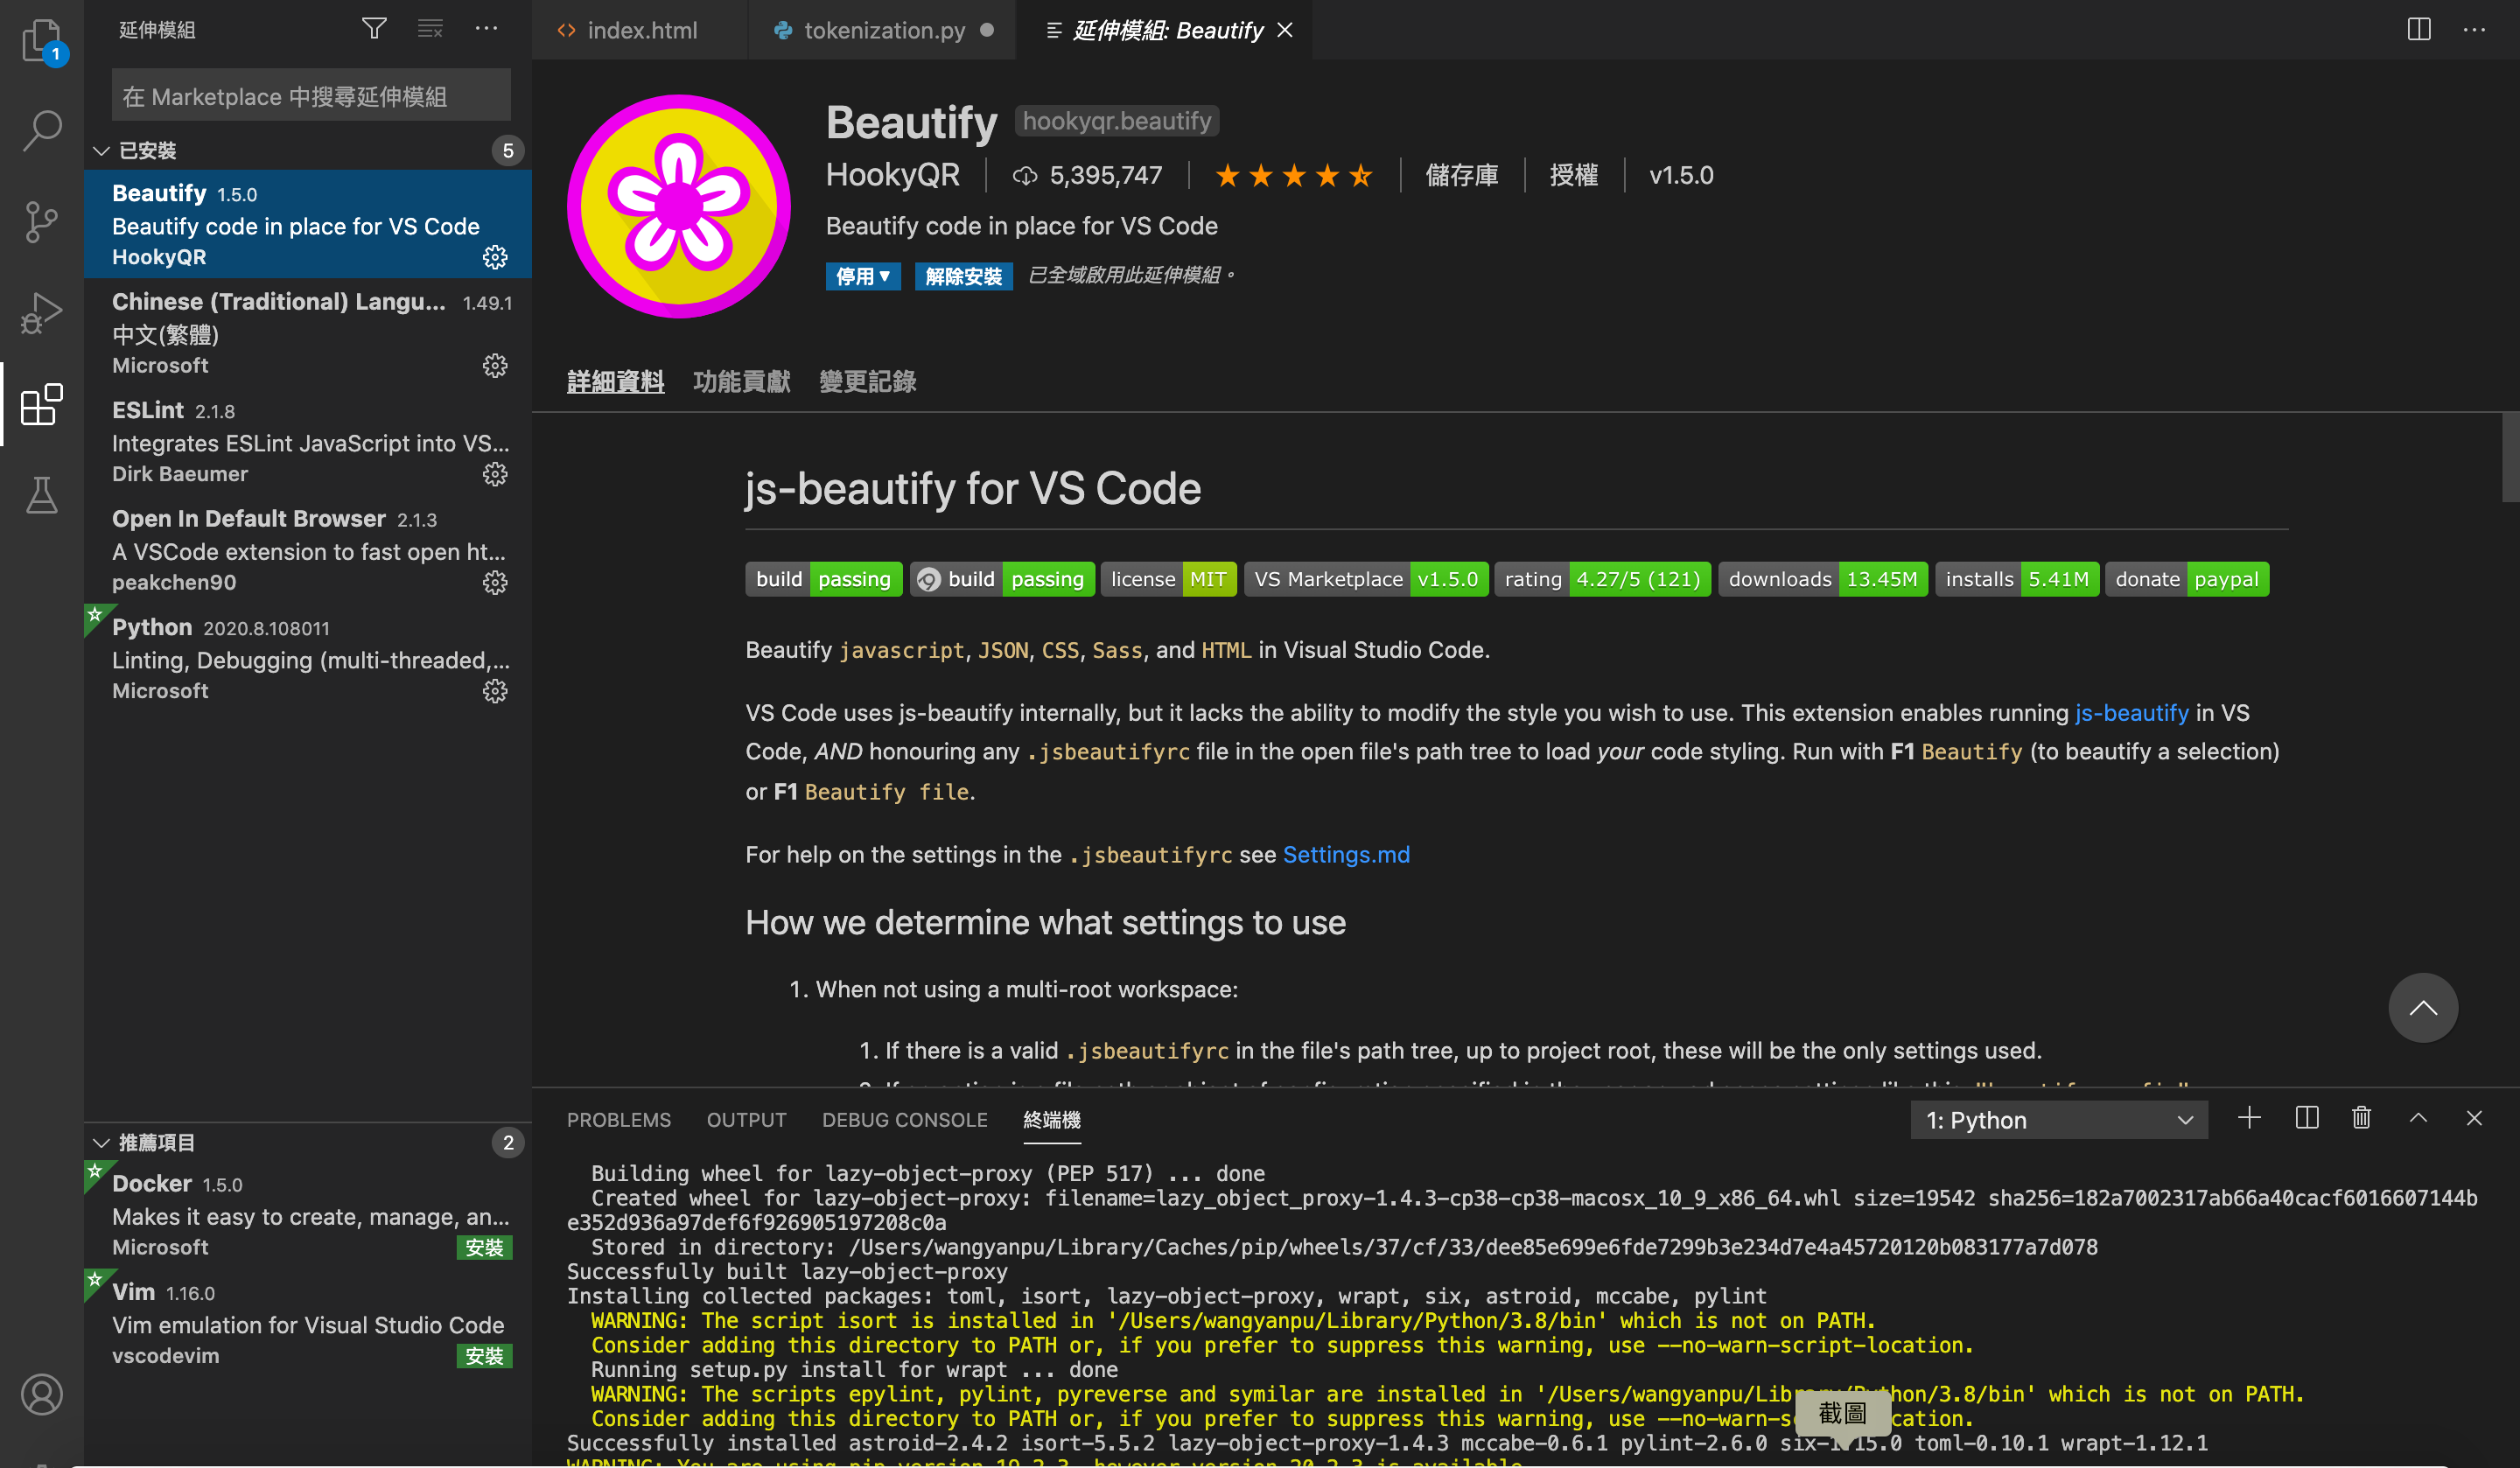 1
延伸模組
在 Marketplace 中搜尋延伸模組
已安裝 5
Beautify 1.5.0
Beautify code in place for VS Code
HookyQR
Chinese (Traditional) Langu... 1.49.1
中文(繁體)
Microsoft
ESLint 2.1.8
Integrates ESLint JavaScript into VS...
Dirk Baeumer
Open In Default Browser 2.1.3
A VSCode extension to fast open ht...
peakchen90
Python 2020.8.108011
Linting, Debugging (multi-threaded,...
Microsoft
推薦項目 2
Docker 1.5.0
Makes it easy to create, manage, an...
Microsoft 安裝
Vim 1.16.0
Vim emulation for Visual Studio Code
vscodevim 安裝
index.html tokenization.py 延伸模組: Beautify
Beautify hookyqr.beautify
HookyQR 5,395,747 儲存庫 授權 v1.5.0
Beautify code in place for VS Code
停用 解除安裝 已全域啟用此延伸模組。
詳細資料 功能貢獻 變更記錄
js-beautify for VS Code
build passing build passing license MIT VS Marketplace v1.5.0 rating 4.27/5 (121) downloads 13.45M installs 5.41M donate paypal
Beautify javascript, JSON, CSS, Sass, and HTML in Visual Studio Code.
VS Code uses js-beautify internally, but it lacks the ability to modify the style you wish to use. This extension enables running js-beautify in VS
Code, AND honouring any .jsbeautifyrc file in the open file's path tree to load your code styling. Run with F1 Beautify (to beautify a selection)
or F1 Beautify file.
For help on the settings in the .jsbeautifyrc see Settings.md
How we determine what settings to use
1. When not using a multi-root workspace:
1. If there is a valid .jsbeautifyrc in the file's path tree, up to project root, these will be the only settings used.
PROBLEMS OUTPUT DEBUG CONSOLE 終端機 1: Python
Building wheel for lazy-object-proxy (PEP 517) ... done
Created wheel for lazy-object-proxy: filename=lazy_object_proxy-1.4.3-cp38-cp38-macosx_10_9_x86_64.whl size=19542 sha256=182a7002317ab66a40cacf6016607144b
e352d936a97def6f926905197208c0a
Stored in directory: /Users/wangyanpu/Library/Caches/pip/wheels/37/cf/33/dee85e699e6fde7299b3e234d7e4a45720120b083177a7d078
Successfully built lazy-object-proxy
Installing collected packages: toml, isort, lazy-object-proxy, wrapt, six, astroid, mccabe, pylint
WARNING: The script isort is installed in '/Users/wangyanpu/Library/Python/3.8/bin' which is not on PATH.
Consider adding this directory to PATH or, if you prefer to suppress this warning, use --no-warn-script-location.
Running setup.py install for wrapt ... done
WARNING: The scripts epylint, pylint, pyreverse and symilar are installed in '/Users/wangyanpu/Library/Python/3.8/bin' which is not on PATH.
Consider adding this directory to PATH or, if you prefer to suppress this warning, use
截圖
Successfully installed astroid-2.4.2 isort-5.5.2 lazy-object-proxy-1.4.3 mccabe-0.6.1 pylint-2.6.0 six-1.15.0 toml-0.10.1 wrapt-1.12.1